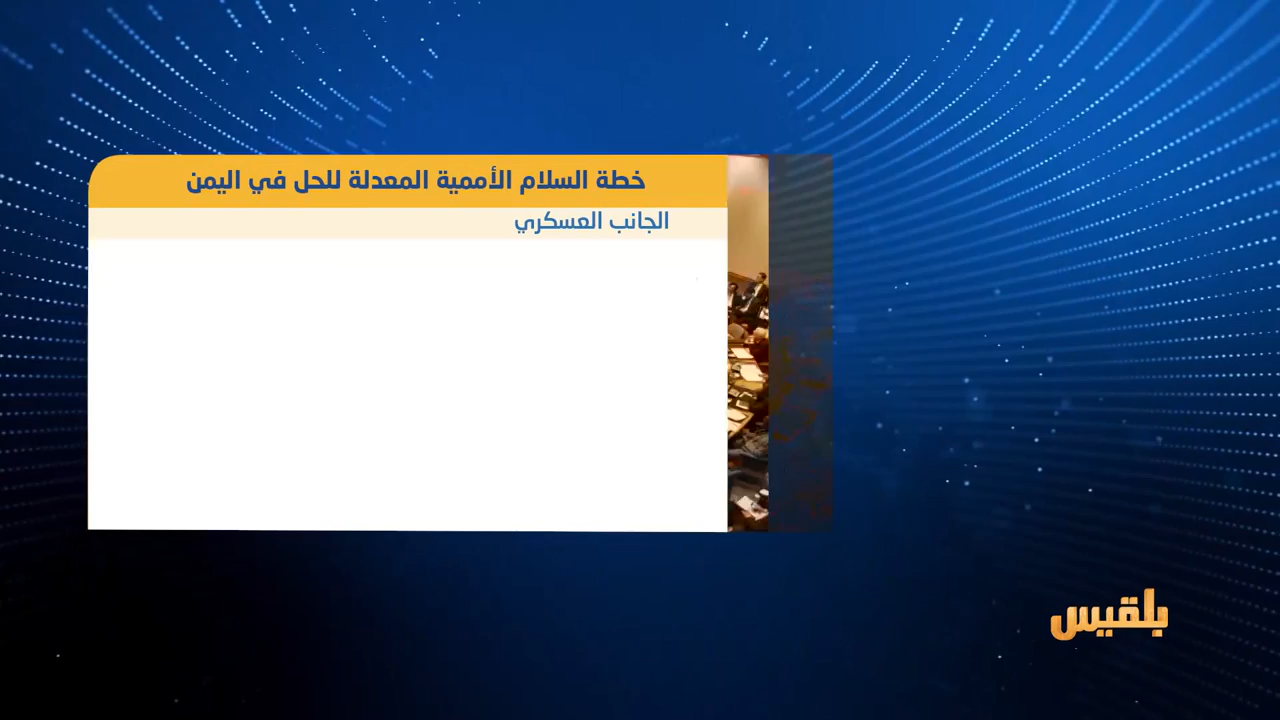 خطة السلام الأممية المعدلة للحل في اليمن
الجانب العسكري
بلقيس